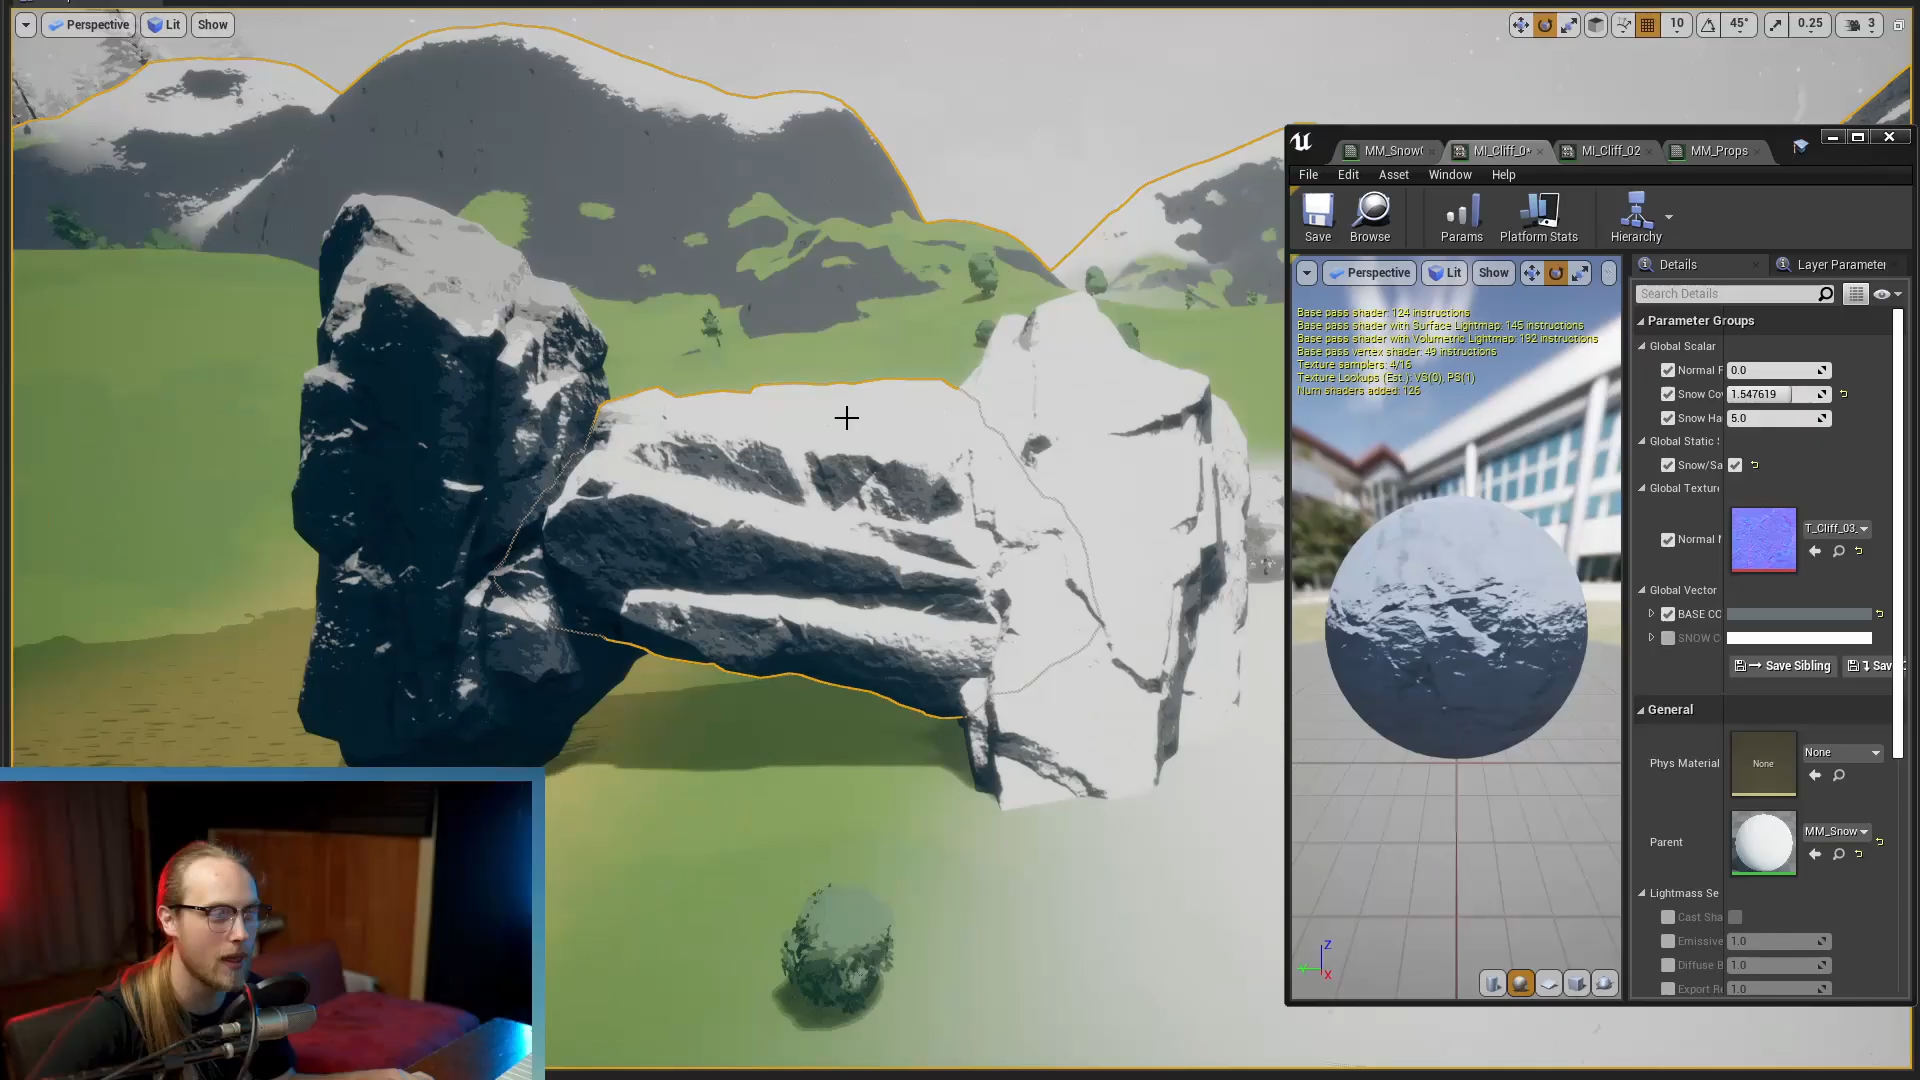 Perspective Lit Show
10 45° 0.25 3
MM_Snow( MI_Cliff_0* MI_Cliff_02 MM_Props
File Edit Asset Window Help
Save Browse Params Platform Stats Hierarchy
Perspective Lit Show
Base pass shader: 124 instructions
Base pass shader with Surface Lightmap: 145 instructions
Base pass shader with Volumetric Lightmap: 192 instructions
Base pass vertex shader: 49 instructions
Texture samplers: 4/16
Texture Lookups (Est.): VS(0), PS(1)
Num shaders added: 126
Z
X
Details Layer Parameter
Search Details
Parameter Groups
Global Scalar
Normal F 0.0
Snow Co 1.547619
Snow Ha 5.0
Global Static S
Snow/Sa
Global Texture
Normal M T_Cliff_03_
Global Vector
BASE CO
SNOW C
Save Sibling Sav
General
Phys Material None None
Parent MM_Snow
Lightmass Se
Cast Sha
Emissive 1.0
Diffuse B 1.0
Export Re 1.0